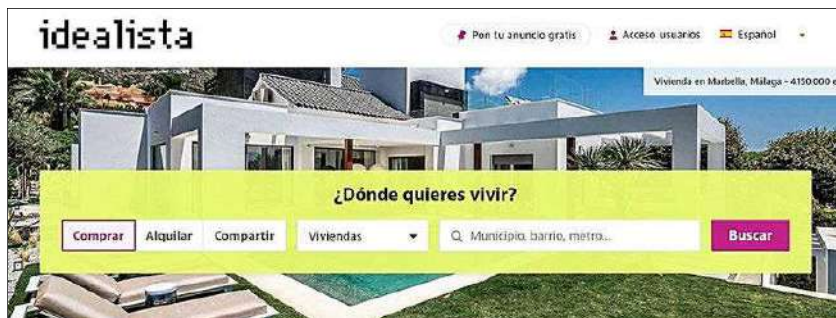 idealista
Pon tu anuncio gratis Acceso usuarios Español
Vivienda en Marbella, Málaga - 4150000 €
¿Dónde quieres vivir?
Comprar Alquilar Compartir Viviendas Municipio, barrio, metro... Buscar